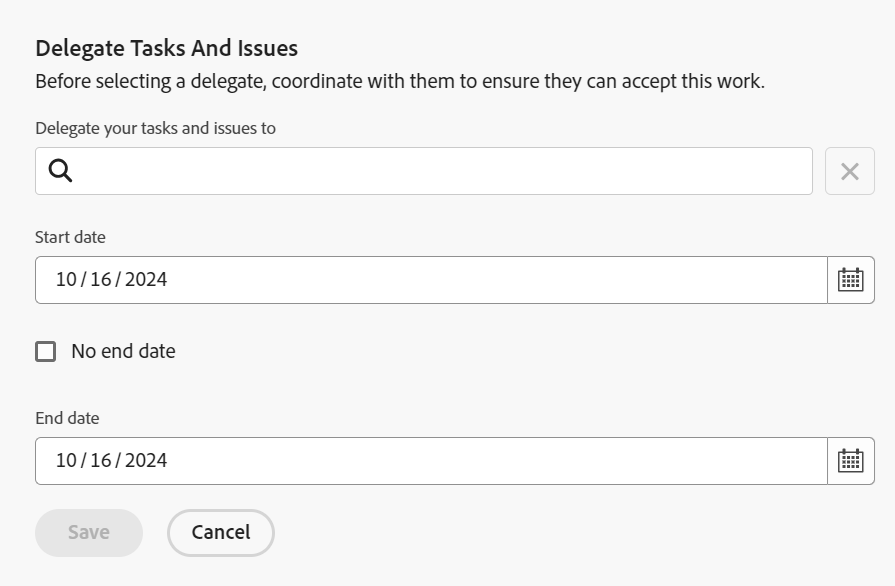 Delegate Tasks And Issues
Before selecting a delegate, coordinate with them to ensure they can accept this work.
Delegate your tasks and issues to
Start date
10 / 16 / 2024
No end date
End date
10 / 16 / 2024
Save Cancel